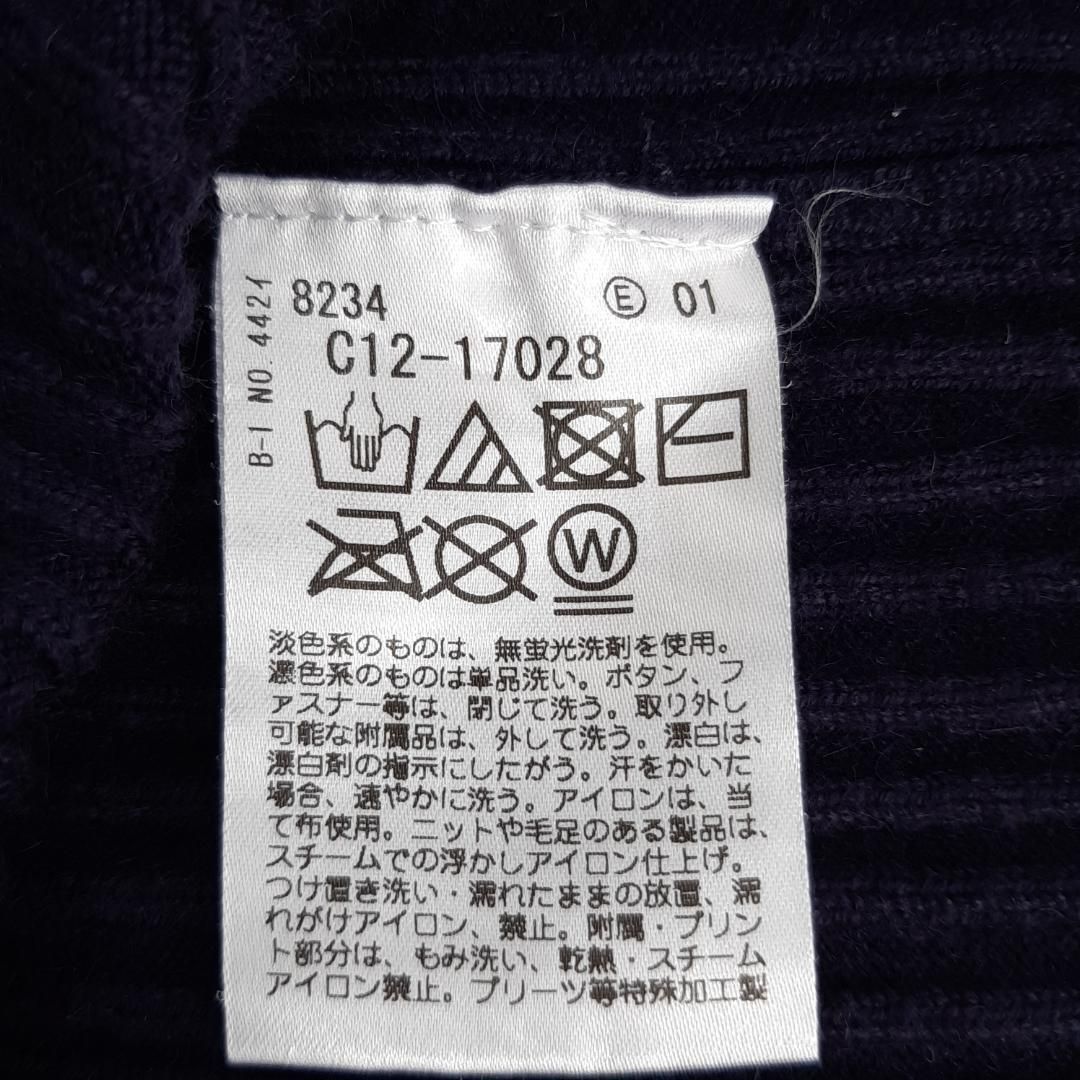 B-1 NO. 4421
8234 Ⓔ 01
C12-17028
W
淡色系のものは、無蛍光洗剤を使用。
濃色系のものは単品洗い。ボタン、フ
ァスナー等は、閉じて洗う。取り外し
可能な附属品は、外して洗う。漂白は、
漂白剤の指示にしたがう。汗をかいた
場合、速やかに洗う。アイロンは、当
て布使用。ニットや毛足のある製品は、
スチームでの浮かしアイロン仕上げ。
つけ置き洗い・濡れたままの放置、濡
れがけアイロン、禁止。附属・プリン
ト部分は、もみ洗い、乾熱・スチーム
アイロン禁止。プリーツ等特殊加工製